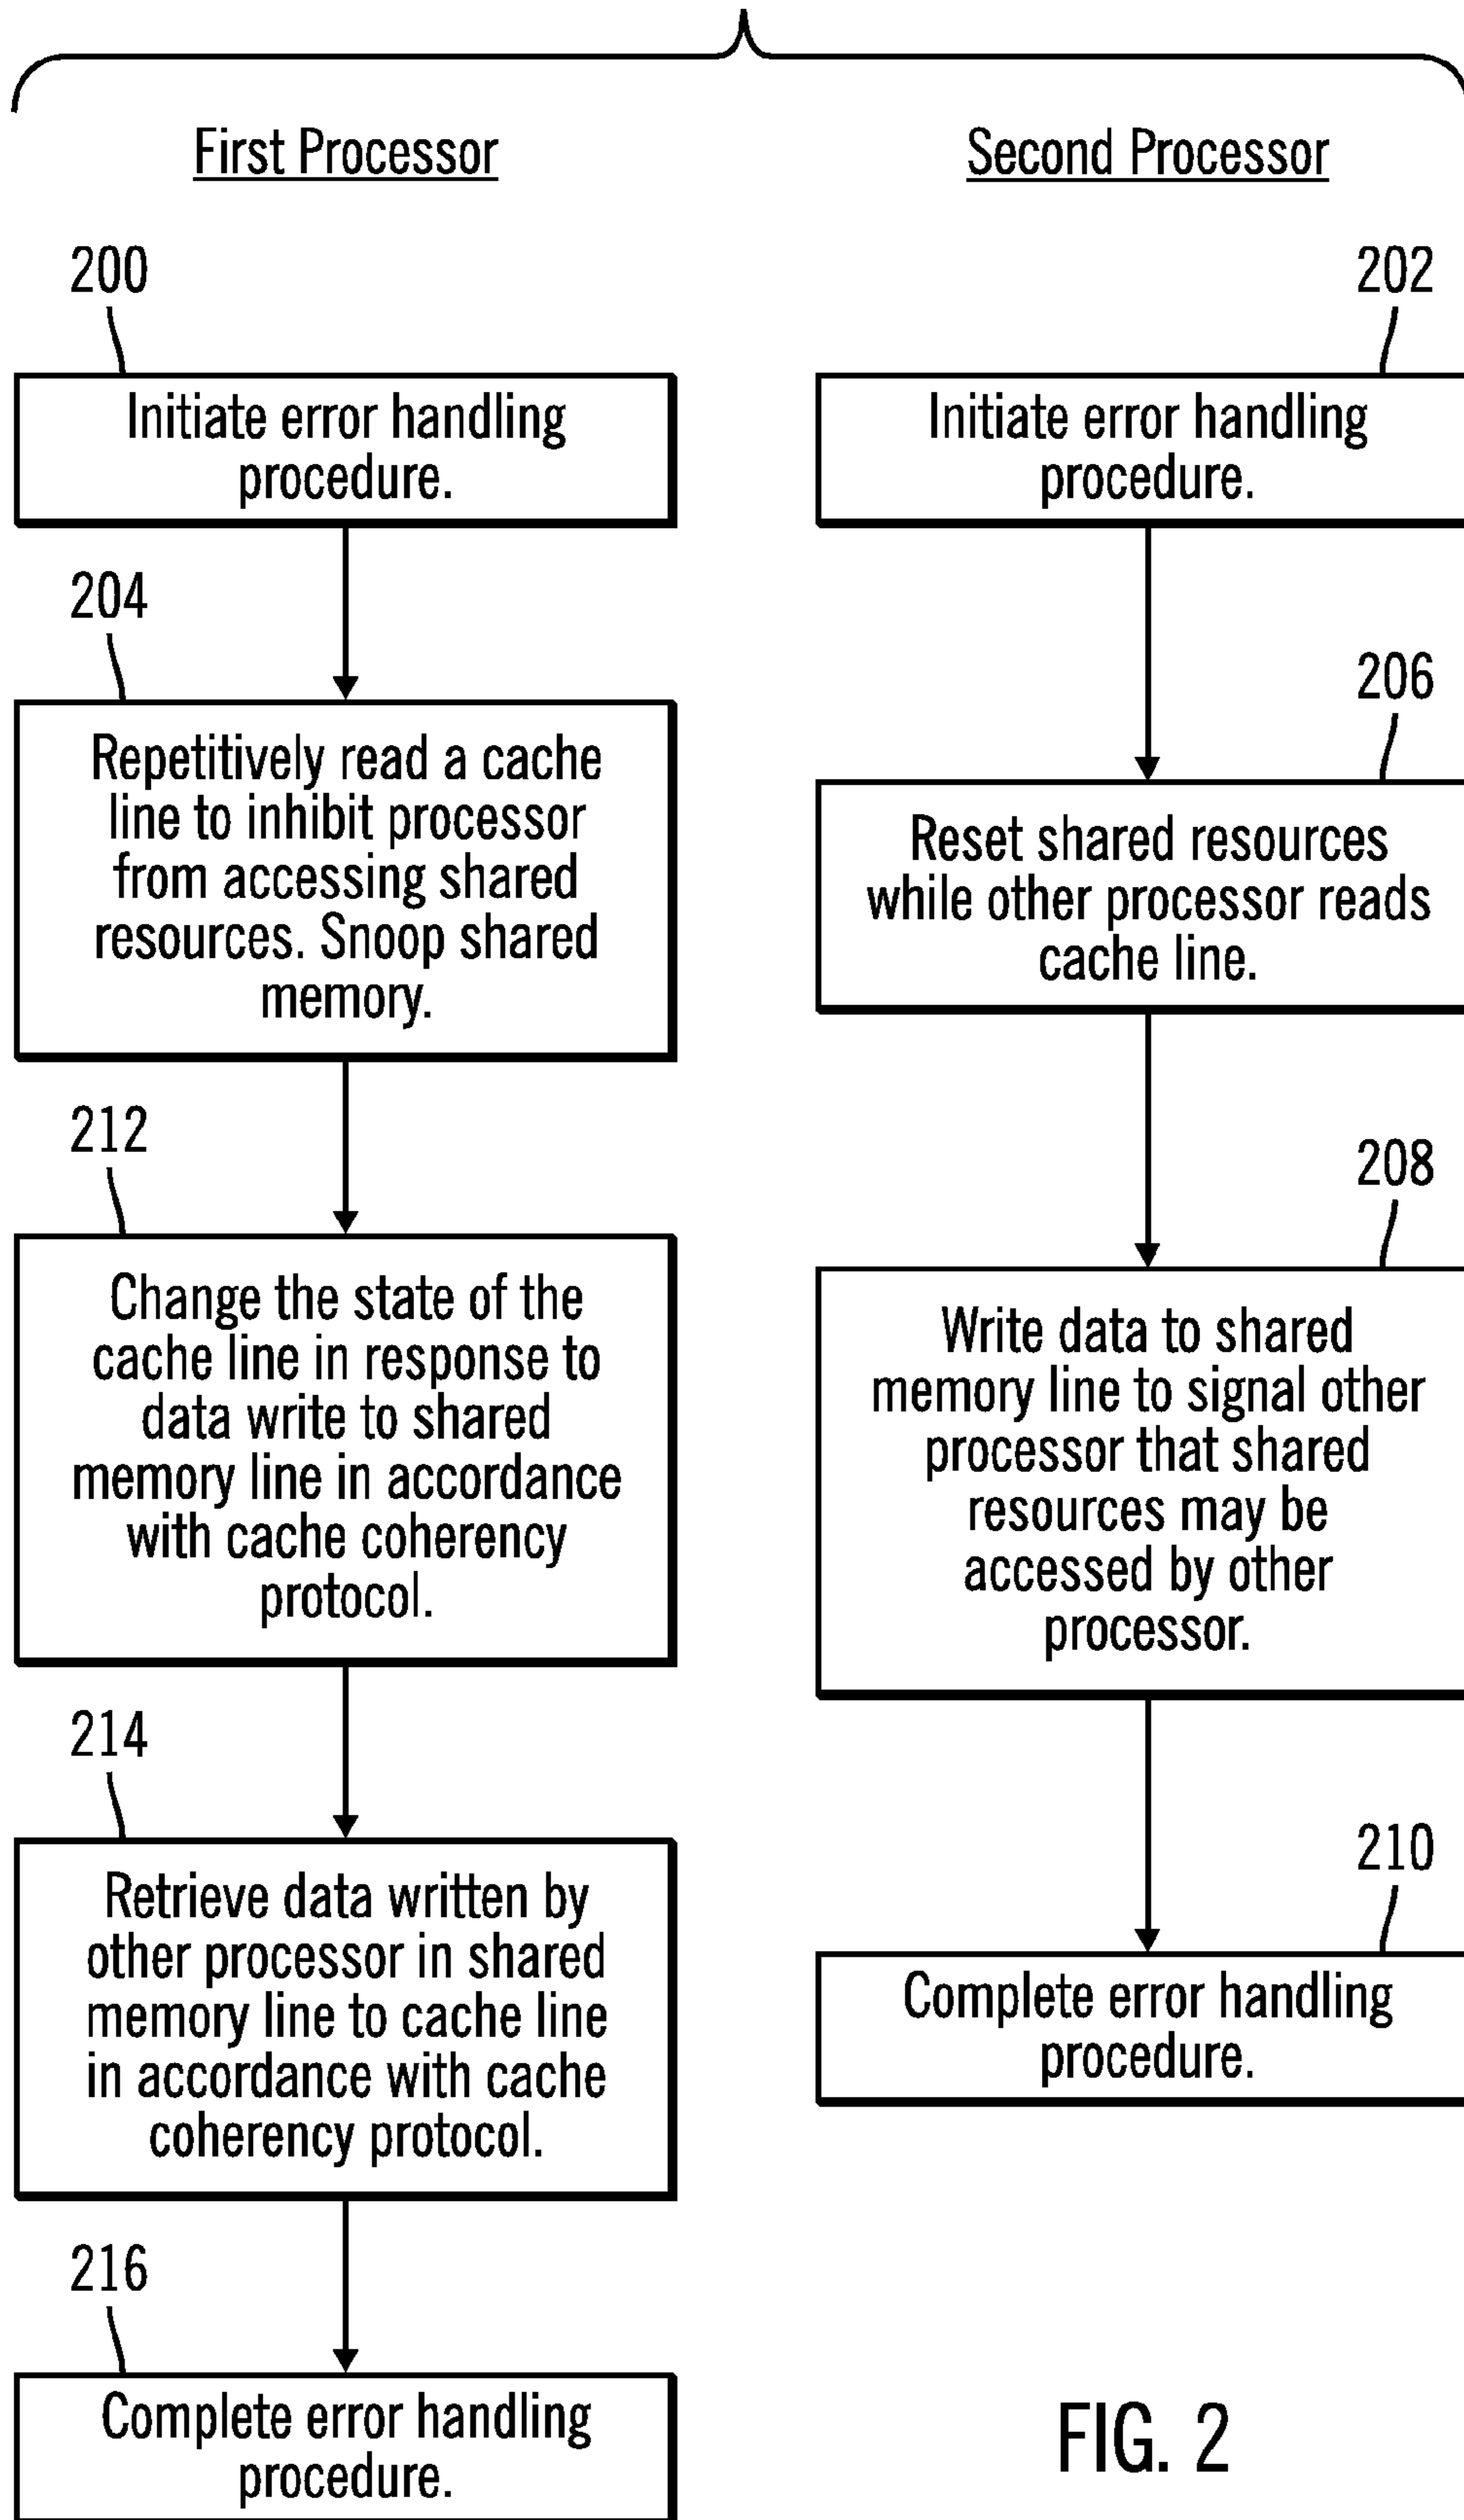 First Processor
200
Initiate error handling
procedure.
204
Repetitively read a cache
line to inhibit processor
from accessing shared
resources. Snoop shared
memory.
212
Change the state of the
cache line in response to
data write to shared
memory line in accordance
with cache coherency
protocol.
214
Retrieve data written by
other processor in shared
memory line to cache line
in accordance with cache
coherency protocol.
216
Complete error handling
procedure.
Second Processor
202
Initiate error handling
procedure.
206
Reset shared resources
while other processor reads
cache line.
208
Write data to shared
memory line to signal other
processor that shared
resources may be
accessed by other
processor.
210
Complete error handling
procedure.
FIG. 2